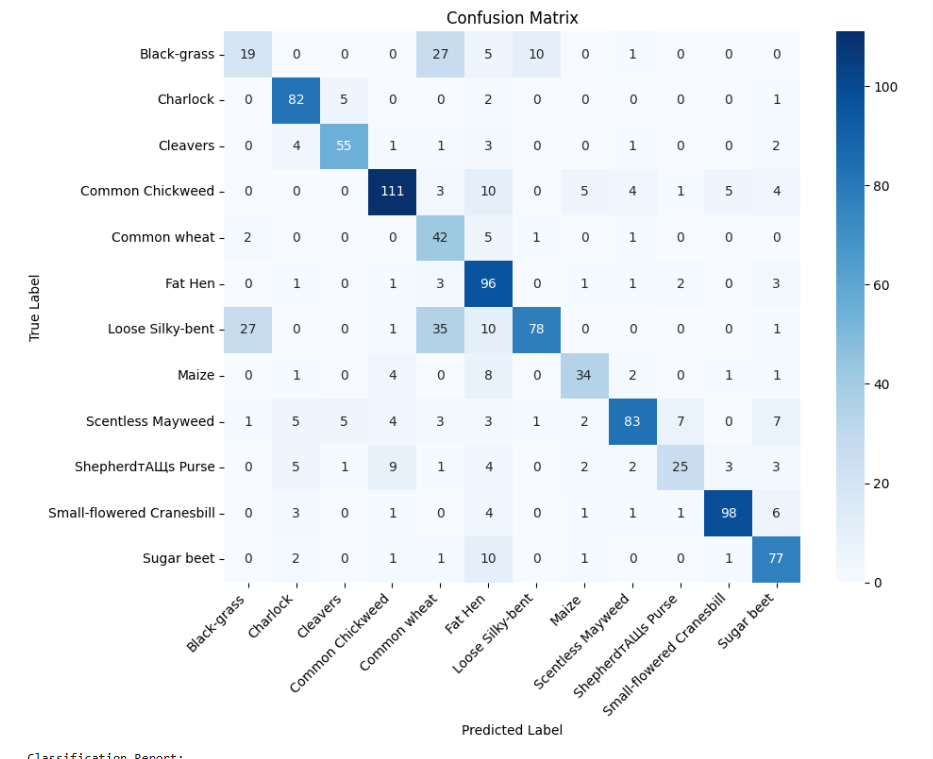 Confusion Matrix
Black-grass 19 0 0 0 27 5 10 0 1 0 0 0
Charlock 0 82 5 0 0 2 0 0 0 0 0 1
100
Cleavers 0 4 55 1 1 3 0 0 1 0 0 2
Common Chickweed 0 0 0 111 3 10 0 5 4 1 5 4
80
Common wheat 2 0 0 0 42 5 1 0 1 0 0 0
Fat Hen 0 1 0 1 3 96 0 1 1 2 0 3
60
True Label
Loose Silky-bent 27 0 0 1 35 10 78 0 0 0 0 1
Maize 0 1 0 4 0 8 0 34 2 0 1 1
40
Scentless Mayweed 1 5 5 4 3 3 1 2 83 7 0 7
ShepherdтАЩs Purse 0 5 1 9 1 4 0 2 2 25 3 3
20
Small-flowered Cranesbill 0 3 0 1 0 4 0 1 1 1 98 6
Sugar beet 0 2 0 1 1 10 0 1 0 0 1 77
0
Black-grass
Charlock
Cleavers
Common Chickweed
Common wheat
Fat Hen
Loose Silky-bent
Maize
Scentless Mayweed
ShepherdтАЩs Purse
Small-flowered Cranesbill
Sugar beet
Predicted Label
Classification Report: